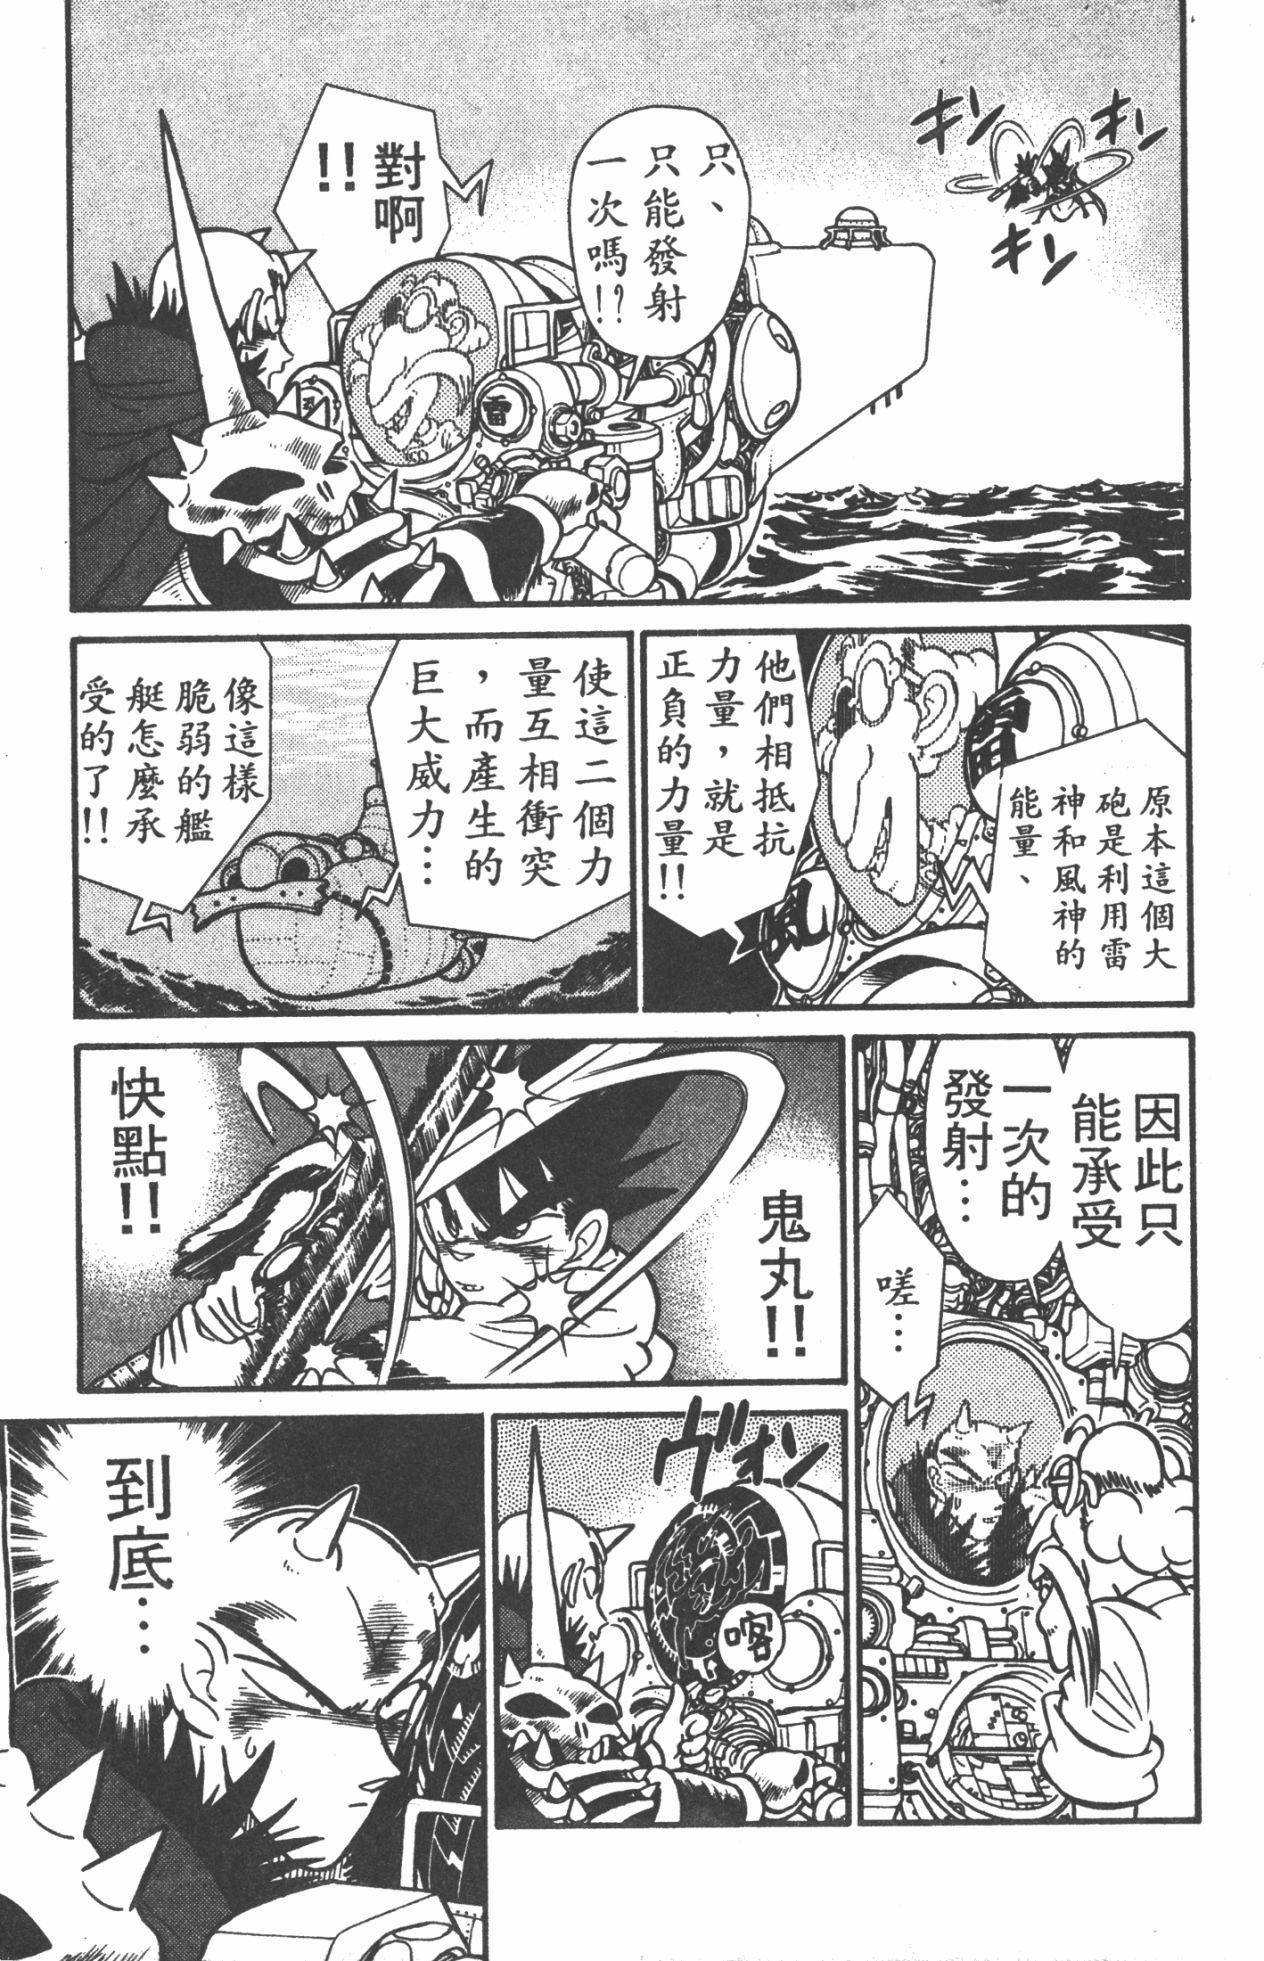 キン
キン
キン
只、
只能發射
一次嗎!?
對啊
!!
雷
原本這個大
砲是利用雷
神和風神的
能量、
雷
他們相抵抗
力量，就是
正負的力量!!
風
使這二個力
量互相衝突
，而產生的
巨大威力…
像這樣
脆弱的艦
艇怎麼承
受的了!!
因此只
能承受
一次的
發射…
嗟…
鬼丸!!
快點!!
ヴォン
喀
到底…